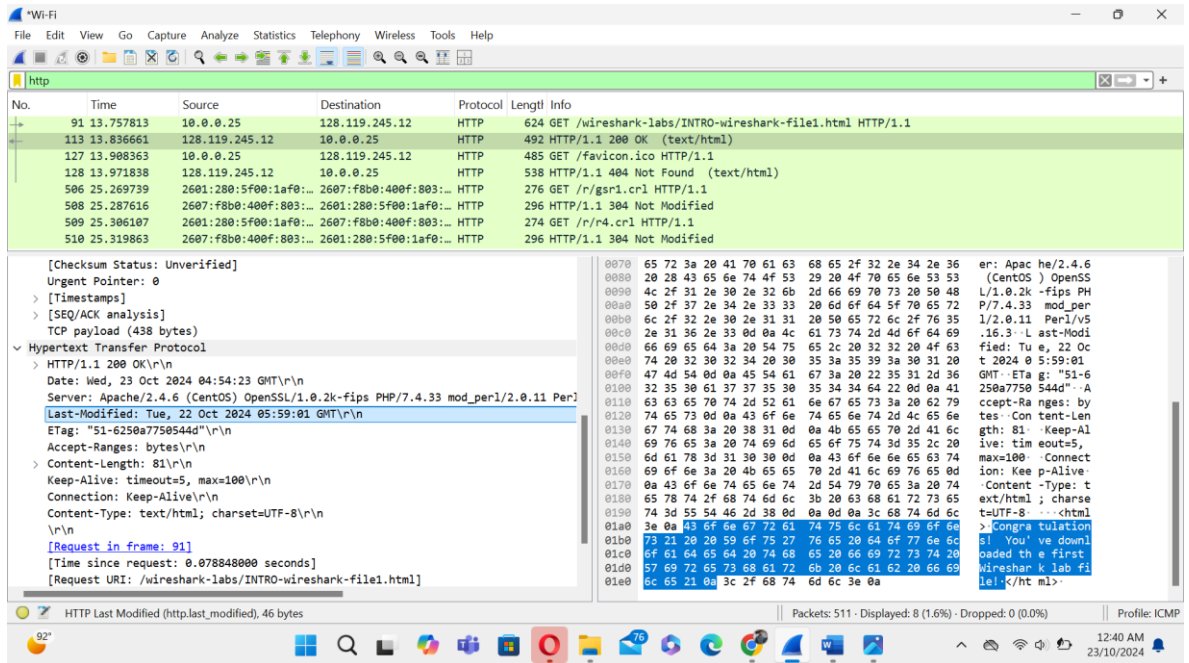 *Wi-Fi
File Edit View Go Capture Analyze Statistics Telephony Wireless Tools Help
http
No. Time Source Destination Protocol Lengtl Info
91 13.757813 10.0.0.25 128.119.245.12 HTTP 624 GET /wireshark-labs/INTRO-wireshark-file1.html HTTP/1.1
113 13.836661 128.119.245.12 10.0.0.25 HTTP 492 HTTP/1.1 200 OK (text/html)
127 13.908363 10.0.0.25 128.119.245.12 HTTP 485 GET /favicon.ico HTTP/1.1
128 13.971838 128.119.245.12 10.0.0.25 HTTP 538 HTTP/1.1 404 Not Found (text/html)
506 25.269739 2601:280:5f00:1af0:… 2607:f8b0:400f:803:… HTTP 276 GET /r/gsr1.crl HTTP/1.1
508 25.287616 2607:f8b0:400f:803:… 2601:280:5f00:1af0:… HTTP 296 HTTP/1.1 304 Not Modified
509 25.306107 2601:280:5f00:1af0:… 2607:f8b0:400f:803:… HTTP 274 GET /r/r4.crl HTTP/1.1
510 25.319863 2607:f8b0:400f:803:… 2601:280:5f00:1af0:… HTTP 296 HTTP/1.1 304 Not Modified
[Checksum Status: Unverified]
Urgent Pointer: 0
[Timestamps]
[SEQ/ACK analysis]
TCP payload (438 bytes)
Hypertext Transfer Protocol
HTTP/1.1 200 OK\r\n
Date: Wed, 23 Oct 2024 04:54:23 GMT\r\n
Server: Apache/2.4.6 (CentOS) OpenSSL/1.0.2k-fips PHP/7.4.33 mod_perl/2.0.11 Perl
Last-Modified: Tue, 22 Oct 2024 05:59:01 GMT\r\n
ETag: "51-6250a7750544d"\r\n
Accept-Ranges: bytes\r\n
Content-Length: 81\r\n
Keep-Alive: timeout=5, max=100\r\n
Connection: Keep-Alive\r\n
Content-Type: text/html; charset=UTF-8\r\n
\r\n
[Request in frame: 91]
[Time since request: 0.078848000 seconds]
[Request URI: /wireshark-labs/INTRO-wireshark-file1.html]
0070 65 72 3a 20 41 70 61 63 68 65 2f 32 2e 34 2e 36 er: Apac he/2.4.6
0080 20 28 43 65 6e 74 4f 53 29 20 4f 70 65 6e 53 53 (CentOS ) OpenSS
0090 4c 2f 31 2e 30 2e 32 6b 2d 66 69 70 73 20 50 48 L/1.0.2k -fips PH
00a0 50 2f 37 2e 34 2e 33 33 20 6d 6f 64 5f 70 65 72 P/7.4.33 mod_per
00b0 6c 2f 32 2e 30 2e 31 31 20 50 65 72 6c 2f 76 35 l/2.0.11 Perl/v5
00c0 2e 31 36 2e 33 0d 0a 4c 61 73 74 2d 4d 6f 64 69 .16.3··L ast-Modi
00d0 66 69 65 64 3a 20 54 75 65 2c 20 32 32 20 4f 63 fied: Tu e, 22 Oc
00e0 74 20 32 30 32 34 20 30 35 3a 35 39 3a 30 31 20 t 2024 0 5:59:01
00f0 47 4d 54 0d 0a 45 54 61 67 3a 20 22 35 31 2d 36 GMT··ETa g: "51-6
0100 32 35 30 61 37 37 35 30 35 34 34 64 22 0d 0a 41 250a7750 544d"··A
0110 63 63 65 70 74 2d 52 61 6e 67 65 73 3a 20 62 79 ccept-Ra nges: by
0120 74 65 73 0d 0a 43 6f 6e 74 65 6e 74 2d 4c 65 6e tes··Con tent-Len
0130 67 74 68 3a 20 38 31 0d 0a 4b 65 65 70 2d 41 6c gth: 81· ·Keep-Al
0140 69 76 65 3a 20 74 69 6d 65 6f 75 74 3d 35 2c 20 ive: tim eout=5,
0150 6d 61 78 3d 31 30 30 0d 0a 43 6f 6e 6e 65 63 74 max=100· ·Connect
0160 69 6f 6e 3a 20 4b 65 65 70 2d 41 6c 69 76 65 0d ion: Kee p-Alive·
0170 0a 43 6f 6e 74 65 6e 74 2d 54 79 70 65 3a 20 74 ·Content -Type: t
0180 65 78 74 2f 68 74 6d 6c 3b 20 63 68 61 72 73 65 ext/html ; charse
0190 74 3d 55 54 46 2d 38 0d 0a 0d 0a 3c 68 74 6d 6c t=UTF-8· ···<html
01a0 3e 0a 43 6f 6e 67 72 61 74 75 6c 61 74 69 6f 6e >·Congra tulation
01b0 73 21 20 20 59 6f 75 27 76 65 20 64 6f 77 6e 6c s! You've downl
01c0 6f 61 64 65 64 20 74 68 65 20 66 69 72 73 74 20 oaded th e first
01d0 57 69 72 65 73 68 61 72 6b 20 6c 61 62 20 66 69 Wireshar k lab fi
01e0 6c 65 21 0a 3c 2f 68 74 6d 6c 3e 0a le!·</ht ml>·
HTTP Last Modified (http.last_modified), 46 bytes Packets: 511 · Displayed: 8 (1.6%) · Dropped: 0 (0.0%) Profile: ICMP
92° 76 12:40 AM
23/10/2024